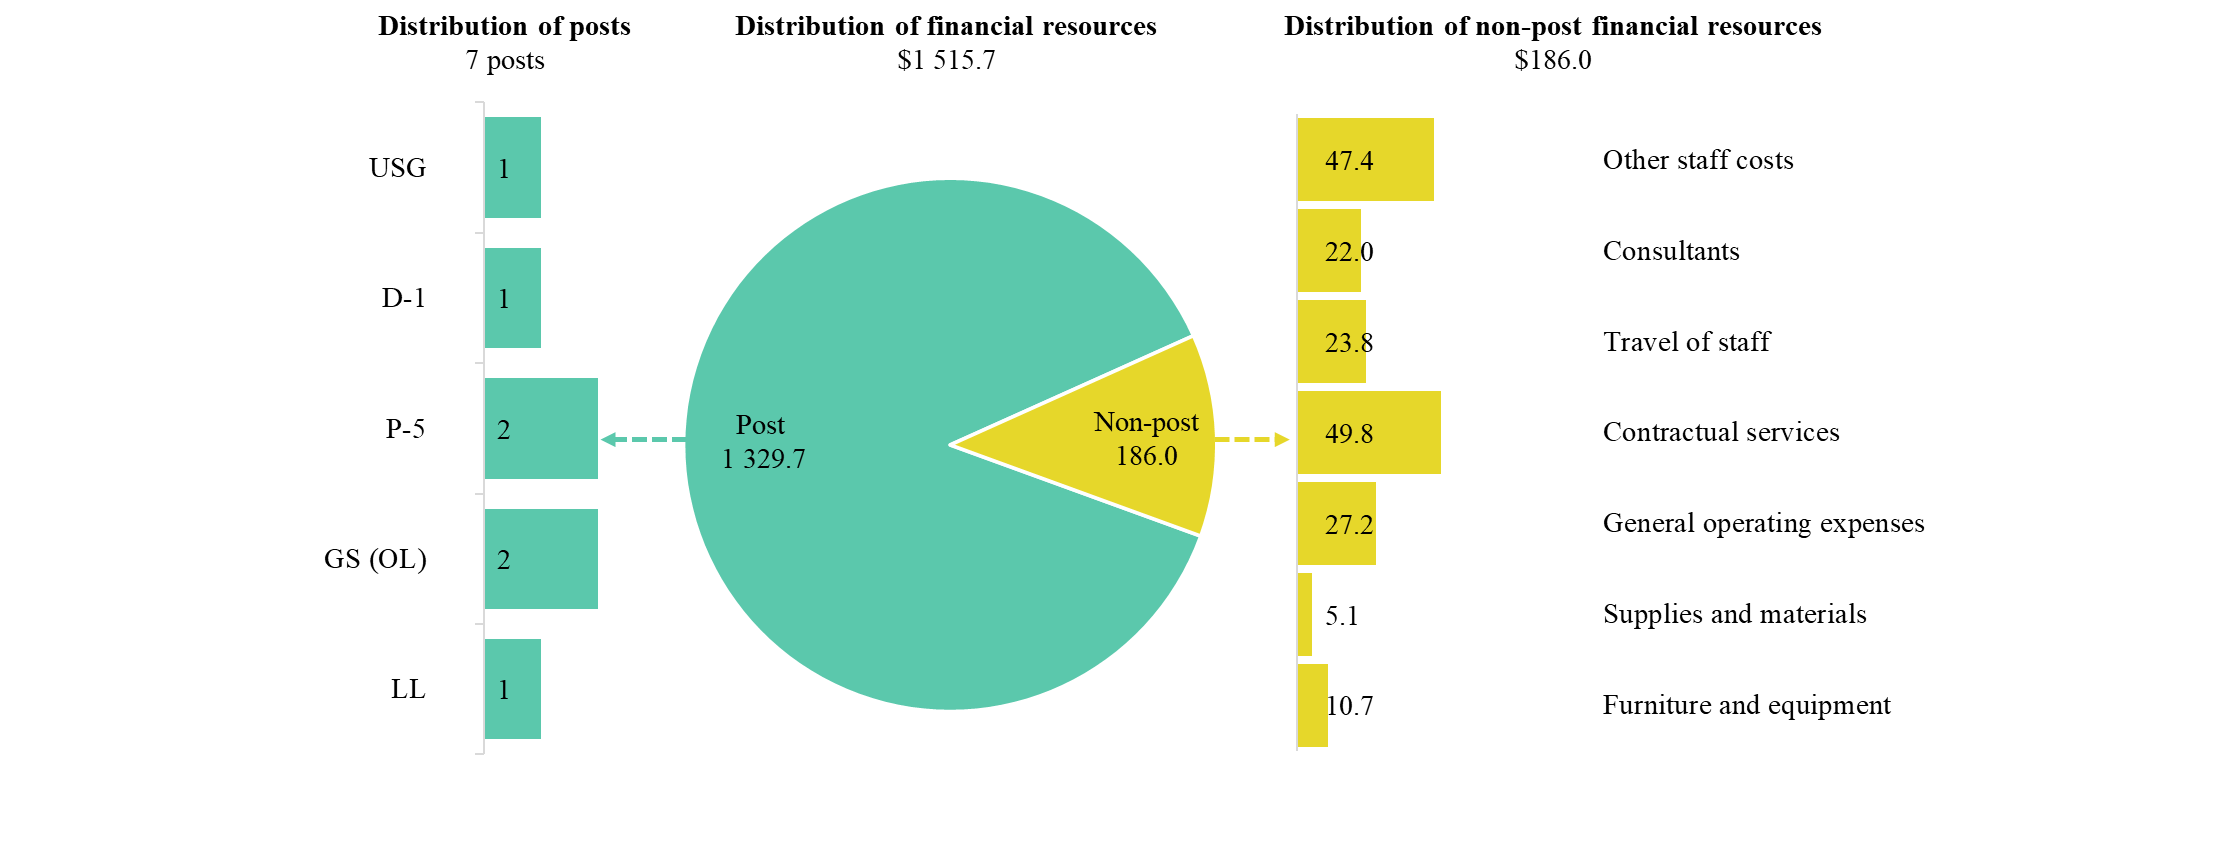 Distribution of posts
7 posts
USG
1
D-1
1
P-5
2
GS (OL)
2
LL
1
Distribution of financial resources
$1 515.7
Post
1 329.7
Non-post
186.0
Distribution of non-post financial resources
$186.0
47.4 Other staff costs
22.0 Consultants
23.8 Travel of staff
49.8 Contractual services
27.2 General operating expenses
5.1 Supplies and materials
10.7 Furniture and equipment